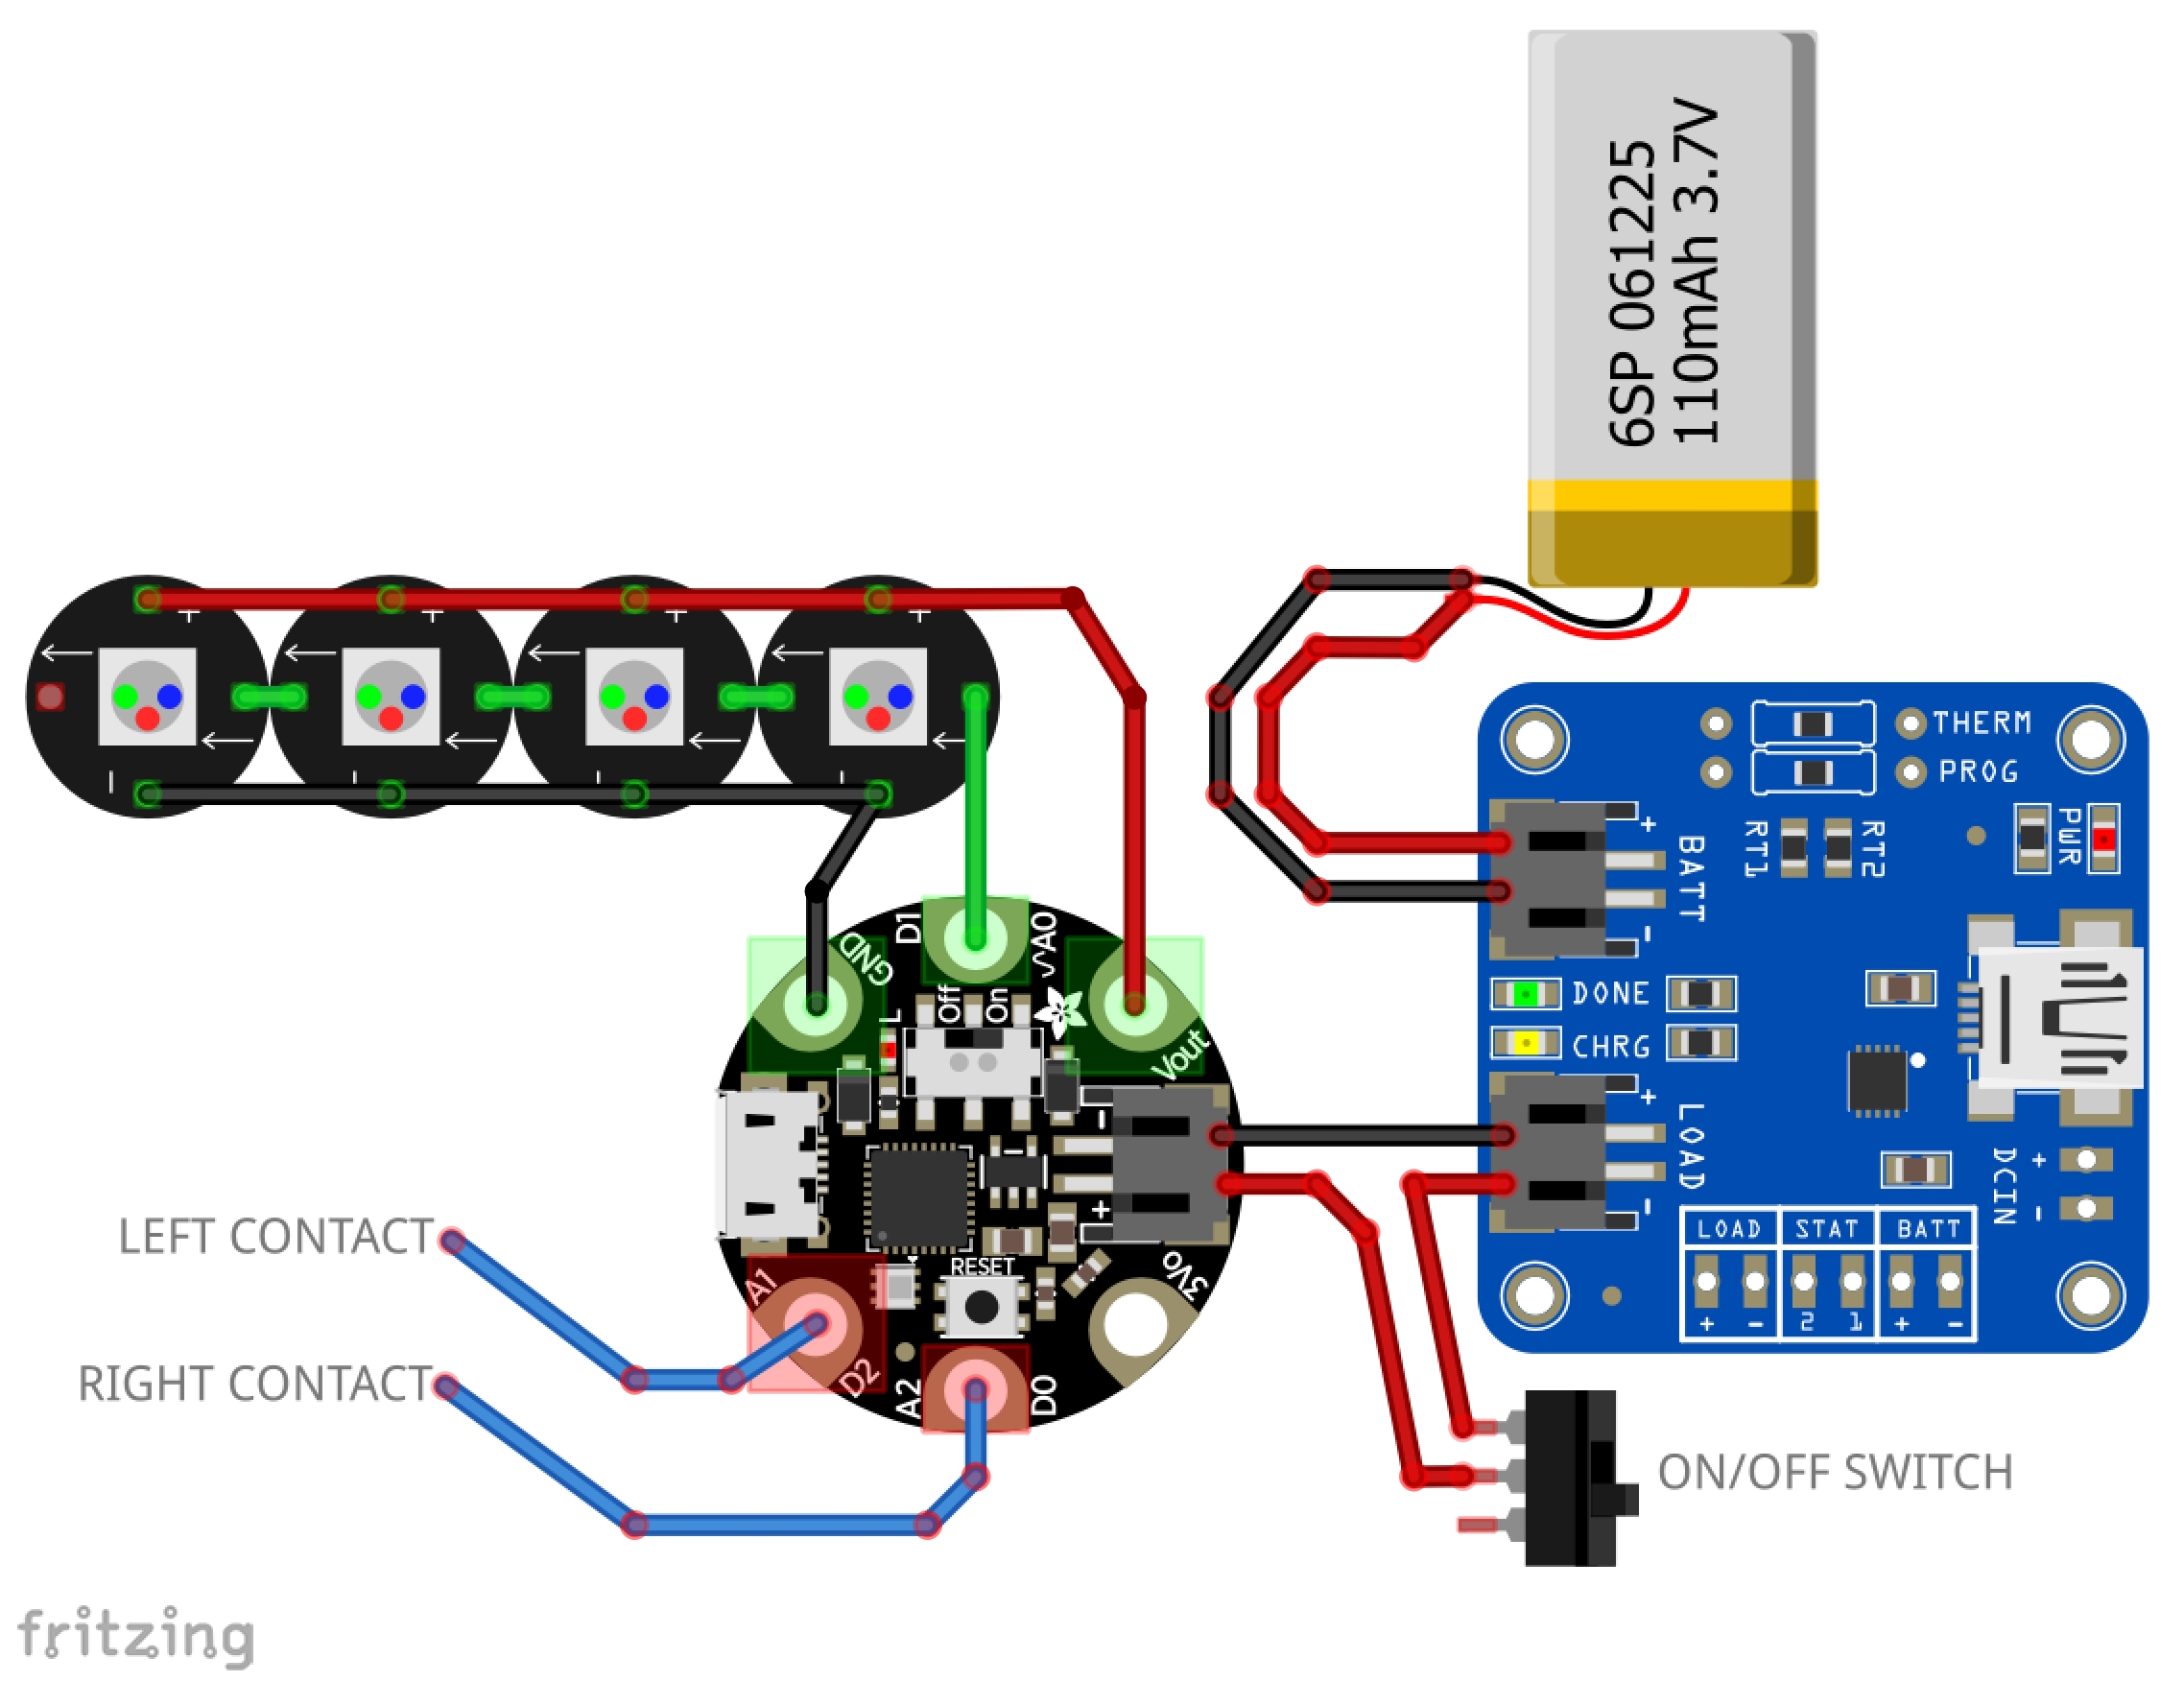 6SP 061225
110mAh 3.7V
+
+
+
+
−
−
−
−
THERM
PROG
RT1
RT2
PWR
+
BATT
-
DONE
CHRG
+
LOAD
-
DCIN
+
-
LOAD
STAT
BATT
+
-
2
1
+
-
GND
D1
A0
Vout
Off
On
L
-
+
RESET
A1
D2
A2
D0
3Vo
LEFT CONTACT
RIGHT CONTACT
ON/OFF SWITCH
fritzing